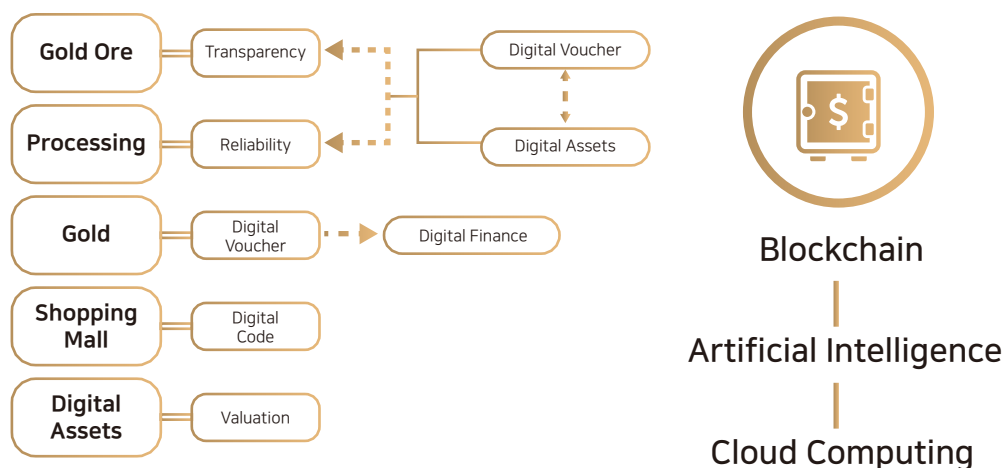 Gold Ore
Transparency
Digital Voucher
Processing
Reliability
Digital Assets
Gold
Digital
Voucher
Digital Finance
Shopping
Mall
Digital
Code
Digital
Assets
Valuation
$
Blockchain
Artificial Intelligence
Cloud Computing